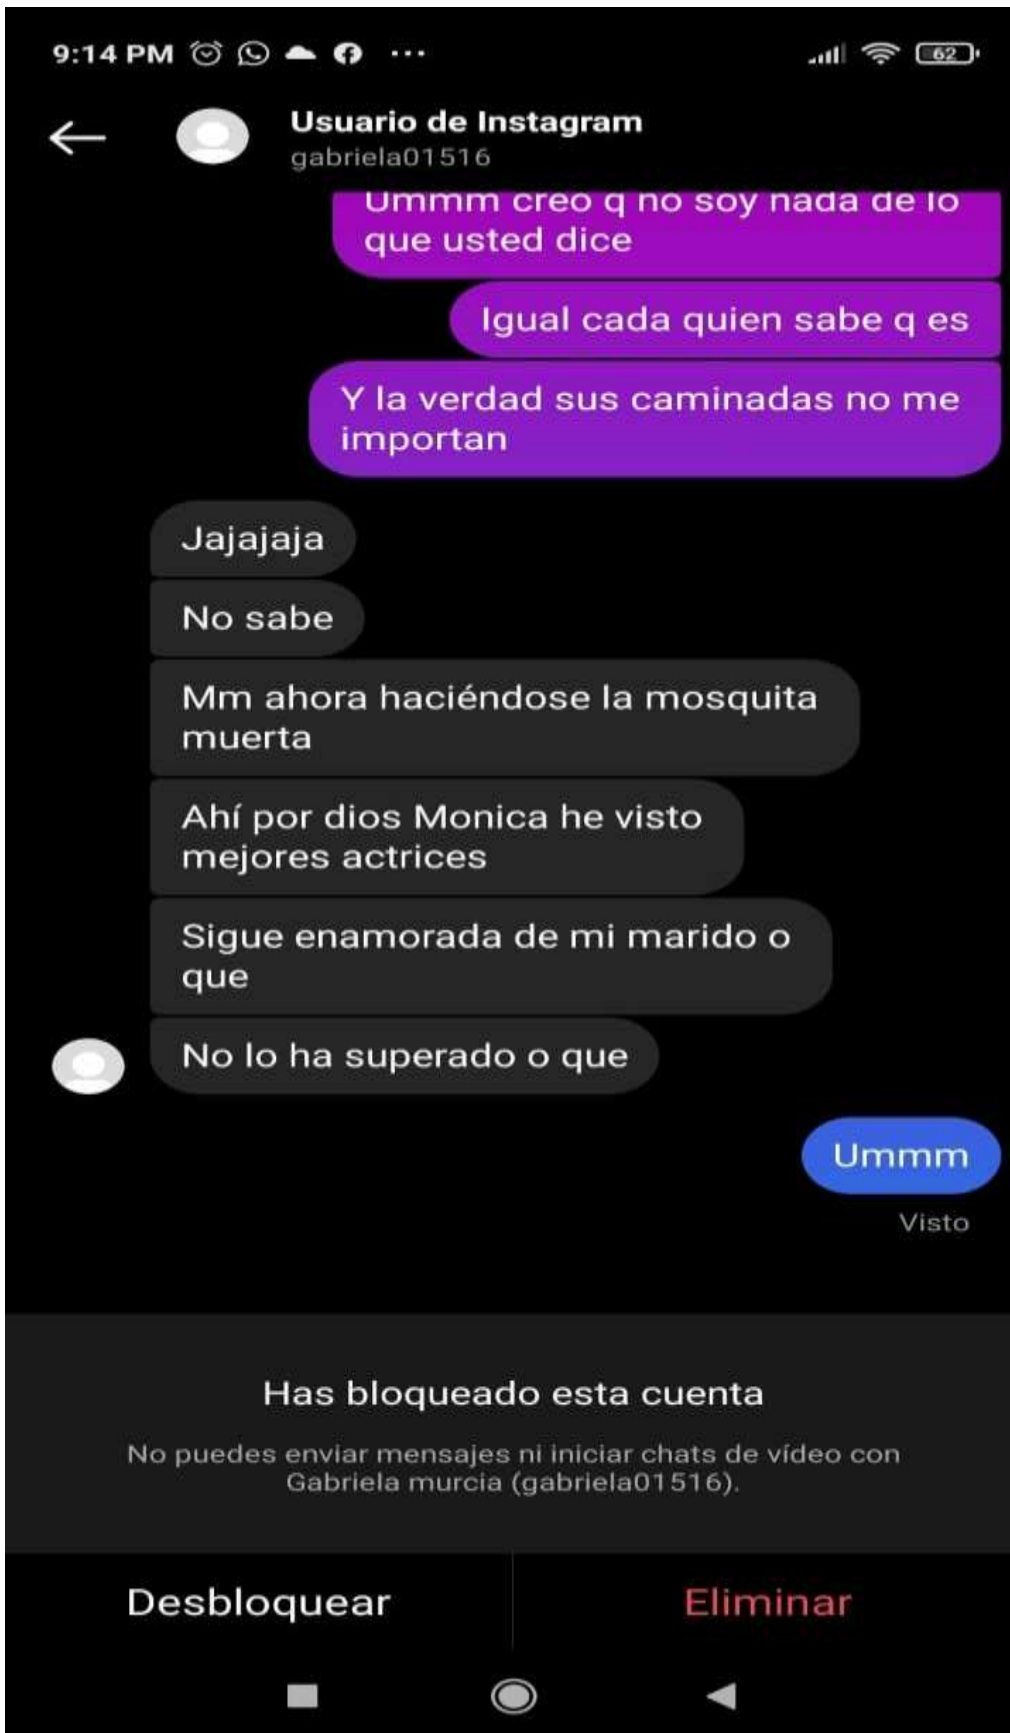 9:14 PM
62
Usuario de Instagram
gabriela01516
Ummm creo q no soy nada de lo
que usted dice
Igual cada quien sabe q es
Y la verdad sus caminadas no me
importan
Jajajaja
No sabe
Mm ahora haciéndose la mosquita
muerta
Ahí por dios Monica he visto
mejores actrices
Sigue enamorada de mi marido o
que
No lo ha superado o que
Ummm
Visto
Has bloqueado esta cuenta
No puedes enviar mensajes ni iniciar chats de vídeo con
Gabriela murcia (gabriela01516).
Desbloquear
Eliminar